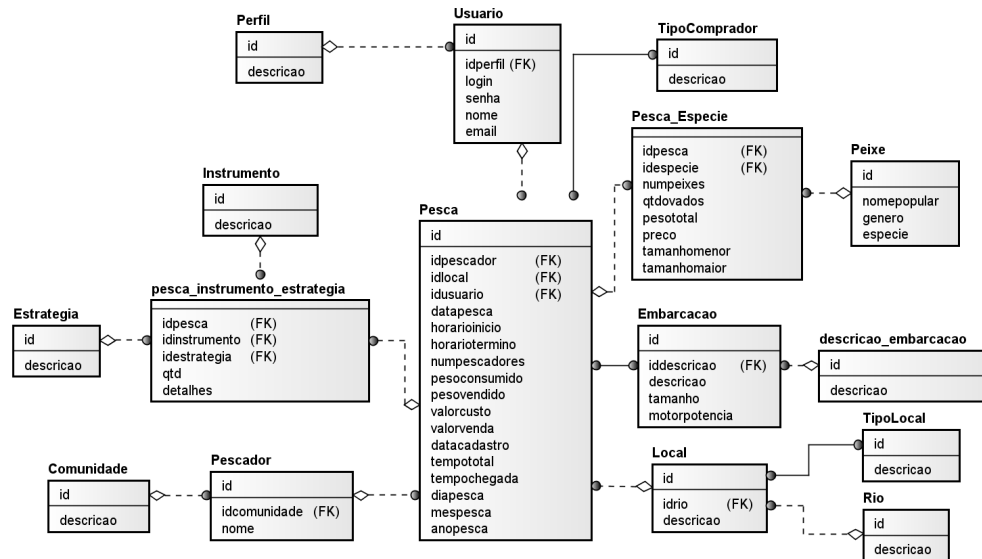 Perfil
id
descricao
Usuario
id
idperfil (FK)
login
senha
nome
email
TipoComprador
id
descricao
Pesca_Especie
idpesca (FK)
idespecie (FK)
numpeixes
qtdovados
pesototal
preco
tamanhomenor
tamanhomaior
Peixe
id
nomepopular
genero
especie
Instrumento
id
descricao
Pesca
id
idpescador (FK)
idlocal (FK)
idusuario (FK)
datapesca
horarioinicio
horariotermino
numpescadores
pesoconsumido
pesovendido
valorcusto
valorvenda
datacadastro
tempototal
tempochegada
diapesca
mespesca
anopesca
pesca_instrumento_estrategia
idpesca (FK)
idinstrumento (FK)
idestrategia (FK)
qtd
detalhes
Estrategia
id
descricao
Embarcacao
id
iddescricao (FK)
descricao
tamanho
motorpotencia
descricao_embarcacao
id
descricao
TipoLocal
id
descricao
Comunidade
id
descricao
Pescador
id
idcomunidade (FK)
nome
Local
id
idrio (FK)
descricao
Rio
id
descricao